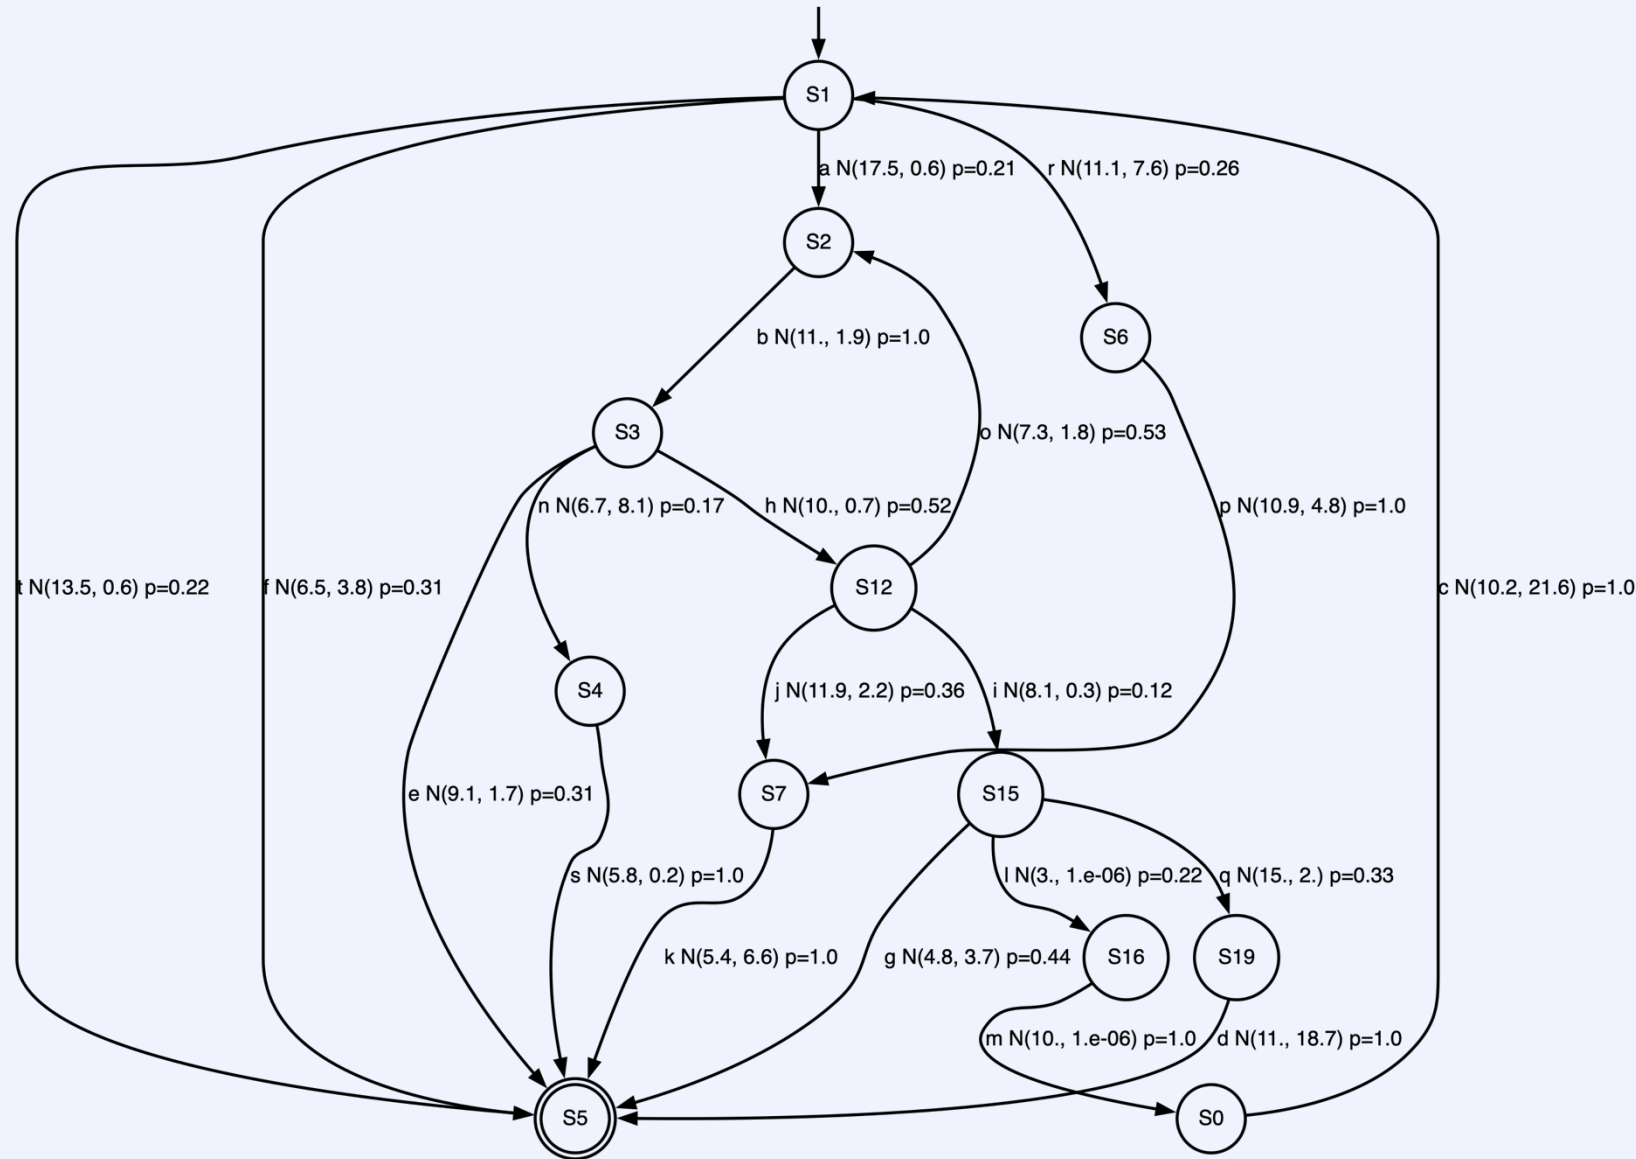 S1
a N(17.5, 0.6) p=0.21
r N(11.1, 7.6) p=0.26
S2
b N(11., 1.9) p=1.0
S6
S3
o N(7.3, 1.8) p=0.53
n N(6.7, 8.1) p=0.17
h N(10., 0.7) p=0.52
p N(10.9, 4.8) p=1.0
t N(13.5, 0.6) p=0.22
f N(6.5, 3.8) p=0.31
S12
c N(10.2, 21.6) p=1.0
S4
j N(11.9, 2.2) p=0.36
i N(8.1, 0.3) p=0.12
e N(9.1, 1.7) p=0.31
S7
S15
s N(5.8, 0.2) p=1.0
l N(3., 1.e-06) p=0.22
q N(15., 2.) p=0.33
k N(5.4, 6.6) p=1.0
g N(4.8, 3.7) p=0.44
S16
S19
m N(10., 1.e-06) p=1.0
d N(11., 18.7) p=1.0
S5
S0